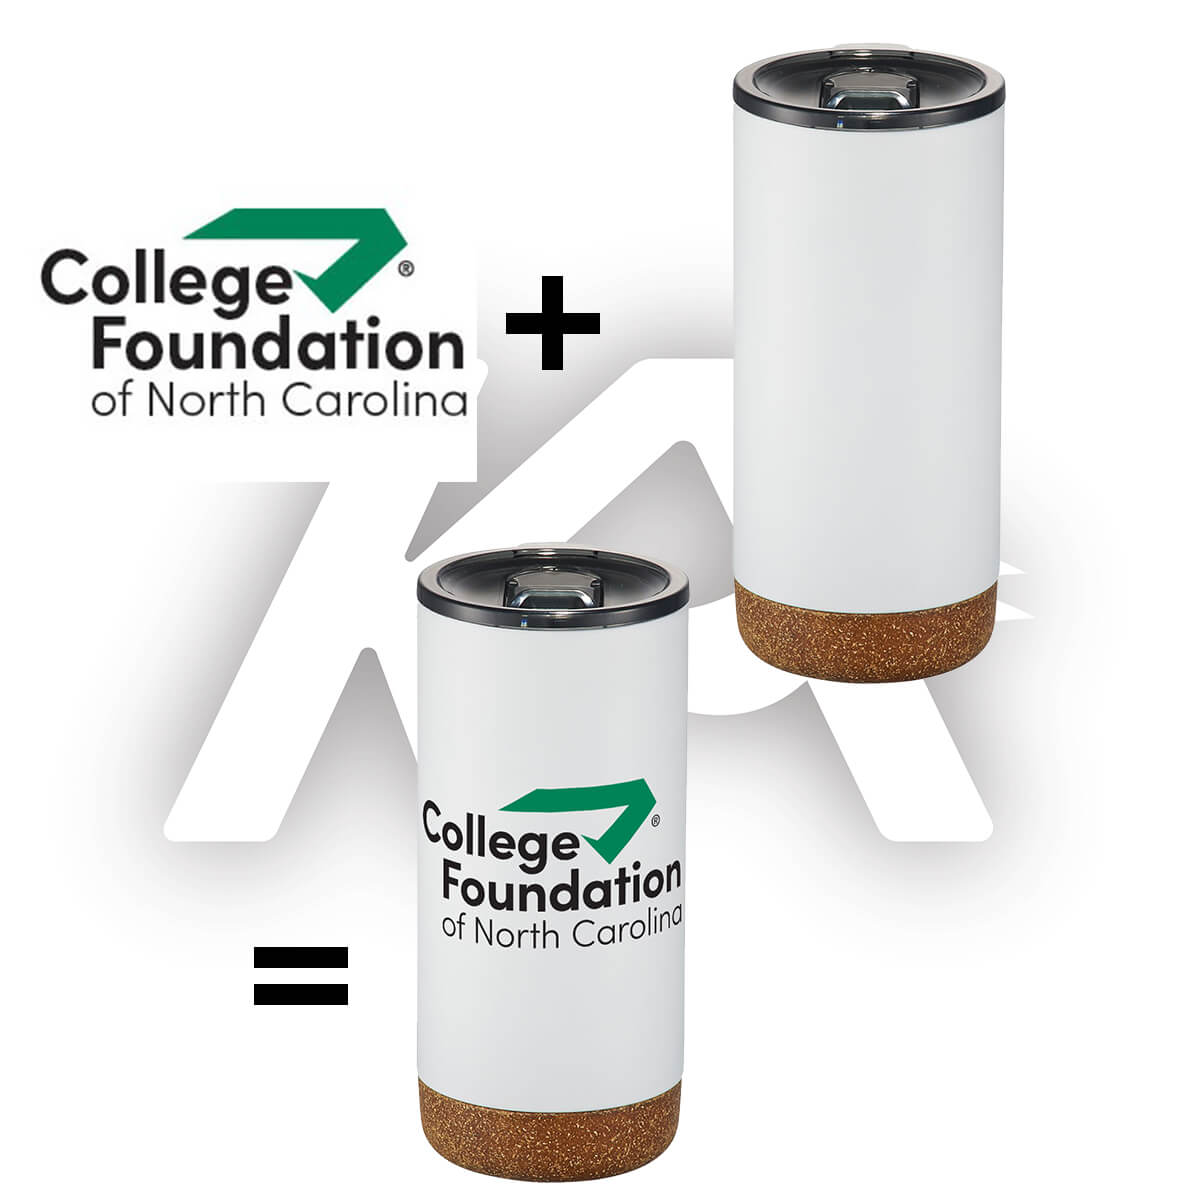 College ®
Foundation
of North Carolina
+
=
College ®
Foundation
of North Carolina